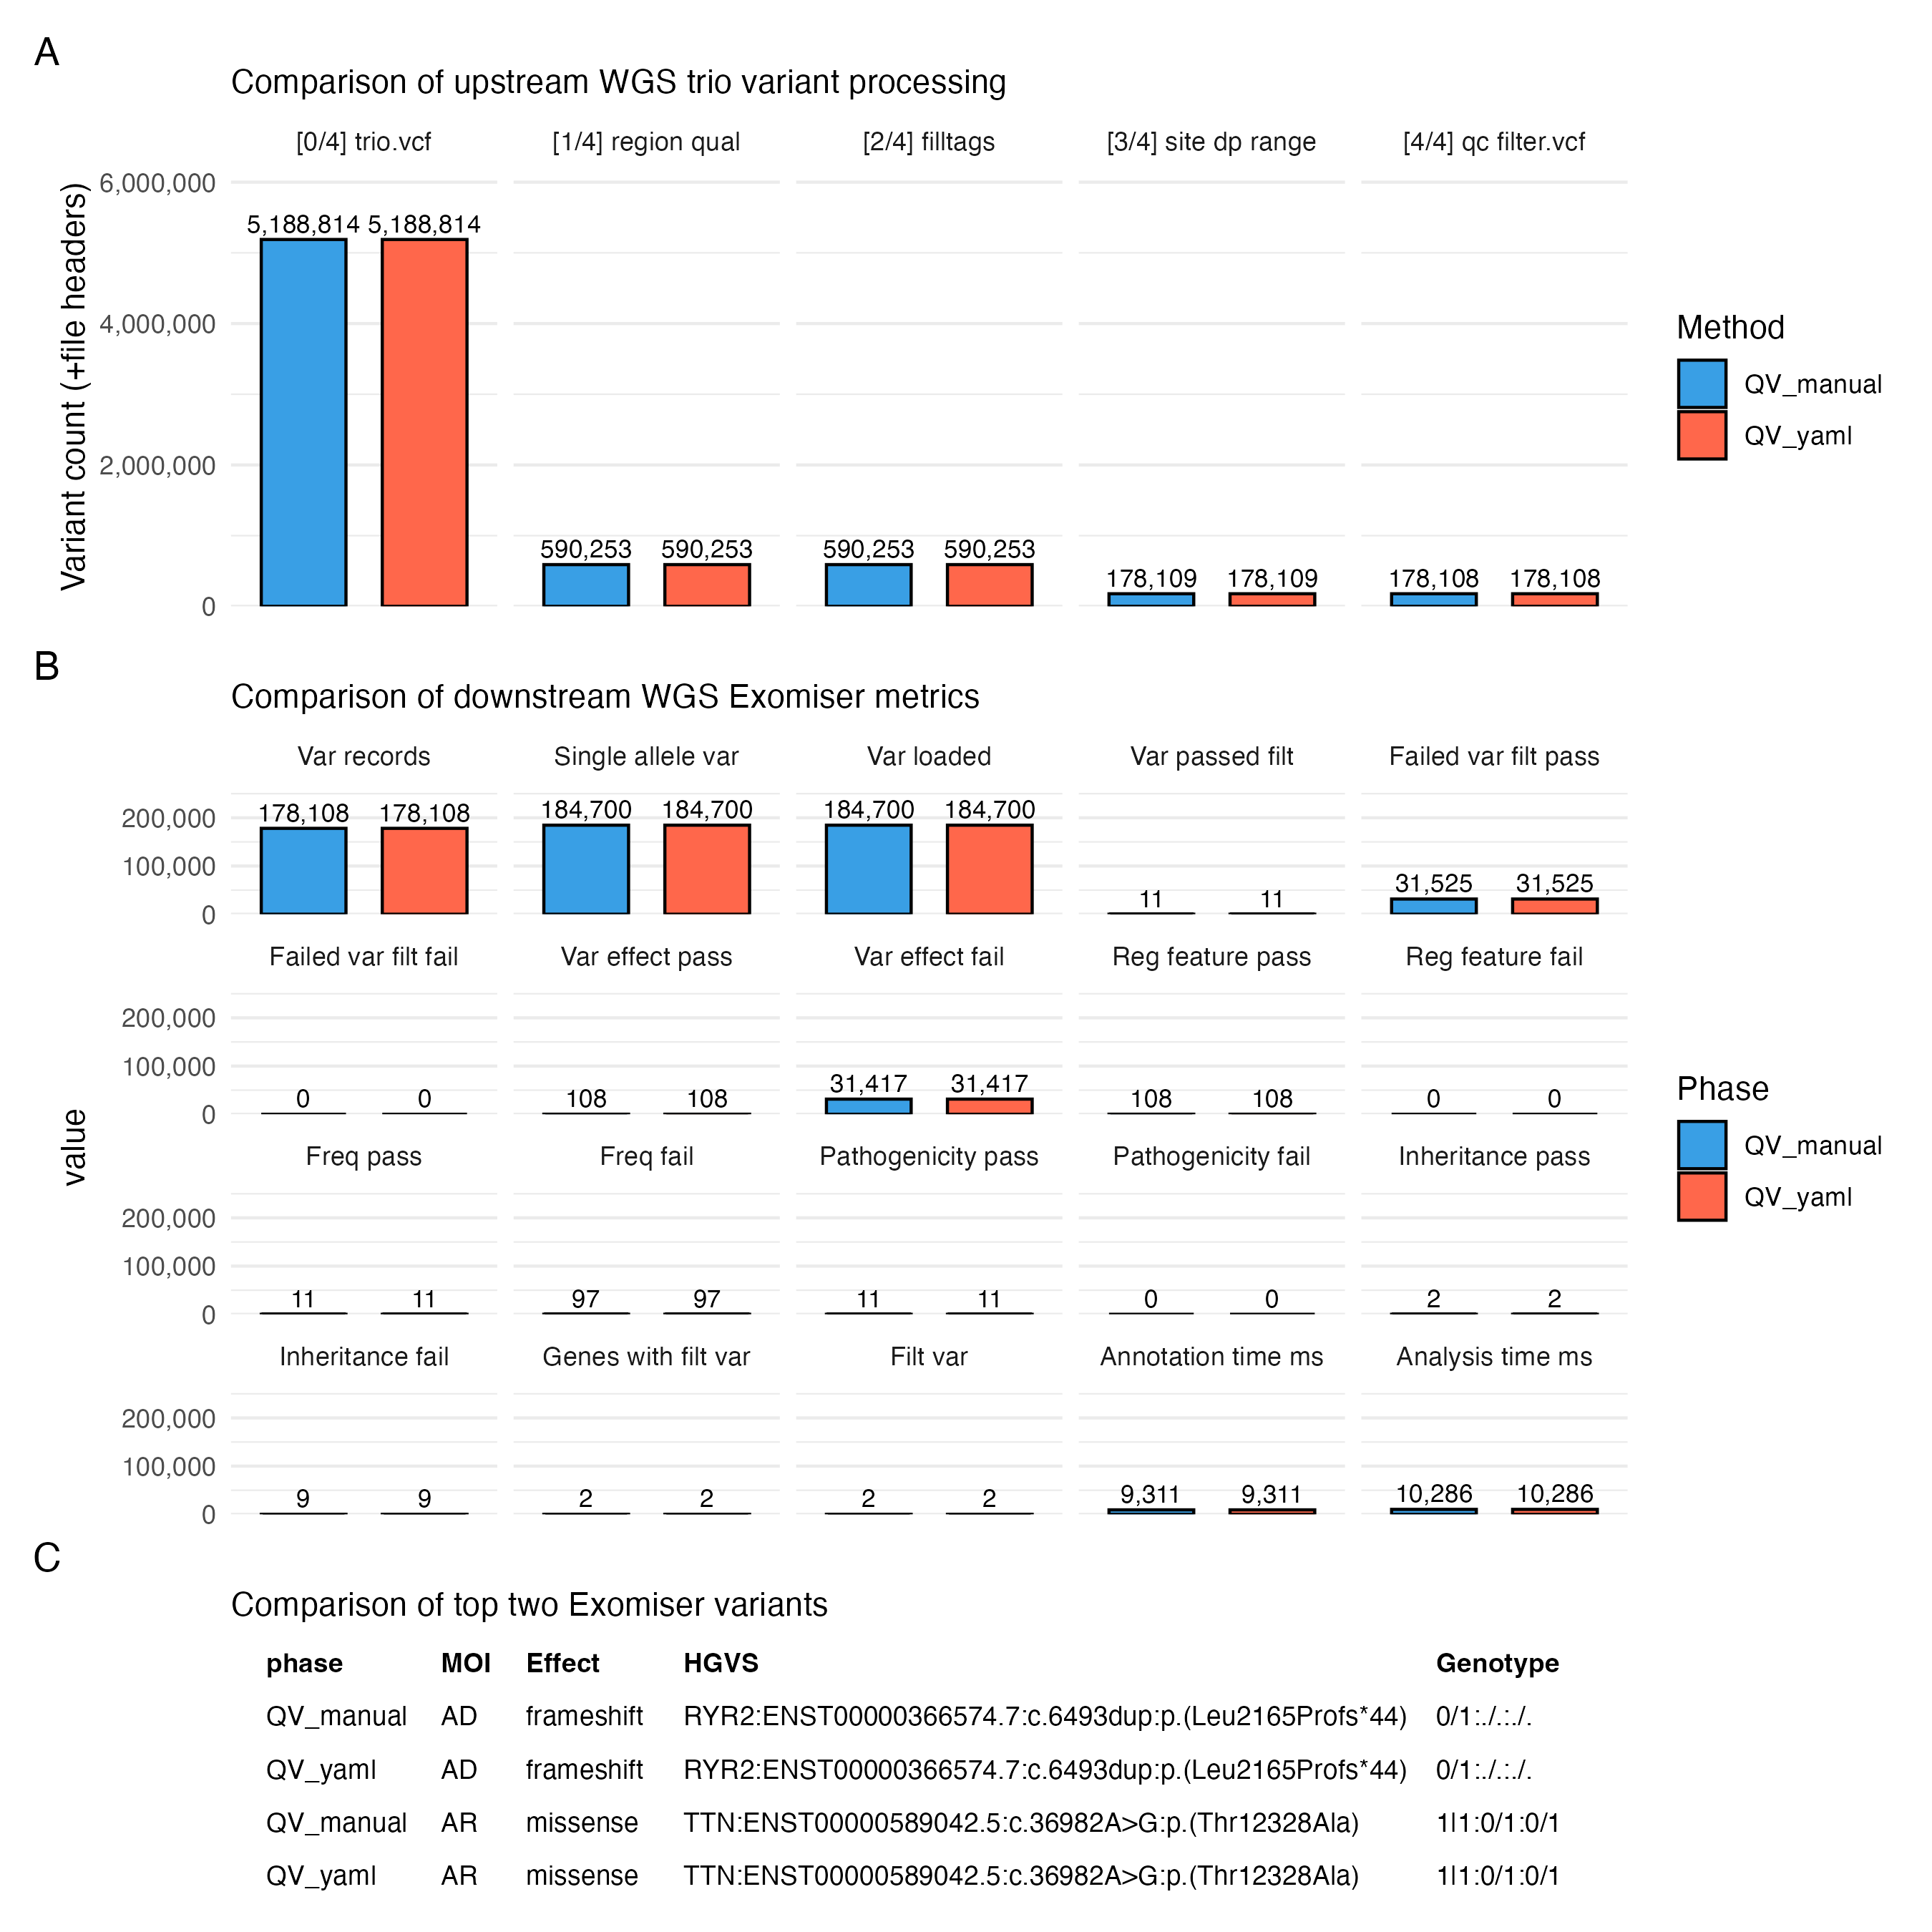 A
Comparison of upstream WGS trio variant processing
[0/4] trio.vcf [1/4] region qual [2/4] filltags [3/4] site dp range [4/4] qc filter.vcf
Variant count (+file headers)
6,000,000
4,000,000
2,000,000
0
5,188,814 5,188,814
590,253 590,253
590,253 590,253
178,109 178,109
178,108 178,108
Method
QV_manual
QV_yaml
B
Comparison of downstream WGS Exomiser metrics
value
Var records Single allele var Var loaded Var passed filt Failed var filt pass
200,000
100,000
0
178,108 178,108
184,700 184,700
184,700 184,700
11 11
31,525 31,525
Failed var filt fail Var effect pass Var effect fail Reg feature pass Reg feature fail
200,000
100,000
0
0 0
108 108
31,417 31,417
108 108
0 0
Freq pass Freq fail Pathogenicity pass Pathogenicity fail Inheritance pass
200,000
100,000
0
11 11
97 97
11 11
0 0
2 2
Inheritance fail Genes with filt var Filt var Annotation time ms Analysis time ms
200,000
100,000
0
9 9
2 2
2 2
9,311 9,311
10,286 10,286
Phase
QV_manual
QV_yaml
C
Comparison of top two Exomiser variants
phase MOI Effect HGVS Genotype
QV_manual AD frameshift RYR2:ENST00000366574.7:c.6493dup:p.(Leu2165Profs*44) 0/1:./.:./.
QV_yaml AD frameshift RYR2:ENST00000366574.7:c.6493dup:p.(Leu2165Profs*44) 0/1:./.:./.
QV_manual AR missense TTN:ENST00000589042.5:c.36982A>G:p.(Thr12328Ala) 1|1:0/1:0/1
QV_yaml AR missense TTN:ENST00000589042.5:c.36982A>G:p.(Thr12328Ala) 1|1:0/1:0/1